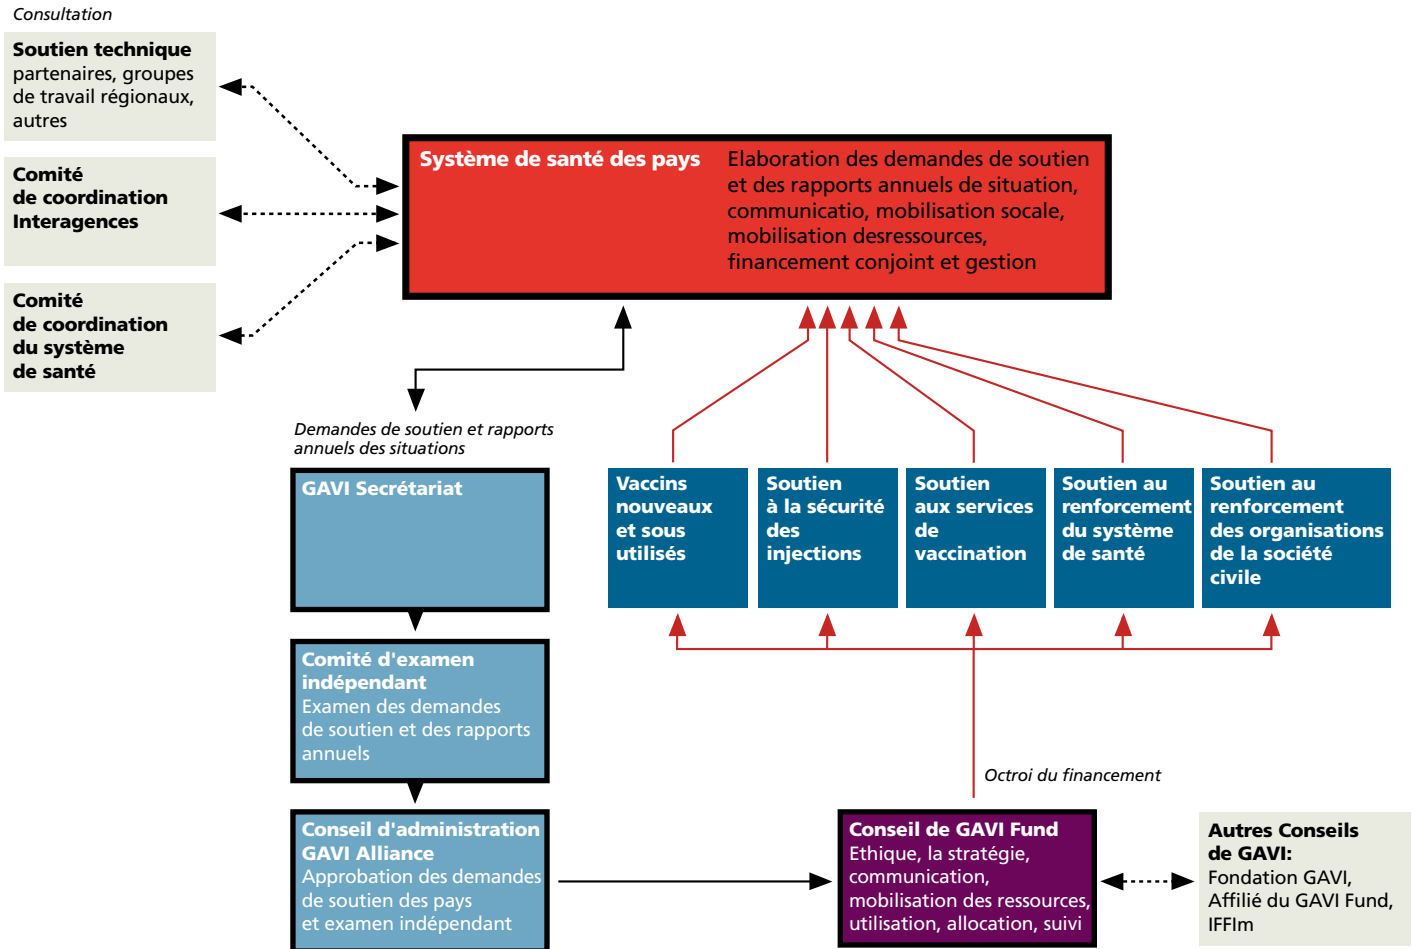 Consultation
Soutien technique
partenaires, groupes
de travail régionaux,
autres
Comité
de coordination
Interagences
Comité
de coordination
du système
de santé
Système de santé des pays
Elaboration des demandes de soutien
et des rapports annuels de situation,
communicatio, mobilisation socale,
mobilisation desressources,
financement conjoint et gestion
Demandes de soutien et rapports
annuels des situations
GAVI Secrétariat
Vaccins
nouveaux
et sous
utilisés
Soutien
à la sécurité
des
injections
Soutien
aux services
de
vaccination
Soutien au
renforcement
du système
de santé
Soutien au
renforcement
des organisations
de la société
civile
Comité d'examen
indépendant
Examen des demandes
de soutien et des rapports
annuels
Octroi du financement
Conseil d'administration
GAVI Alliance
Approbation des demandes
de soutien des pays
et examen indépendant
Conseil de GAVI Fund
Ethique, la stratégie,
communication,
mobilisation des ressources,
utilisation, allocation, suivi
Autres Conseils
de GAVI:
Fondation GAVI,
Affilié du GAVI Fund,
IFFIm